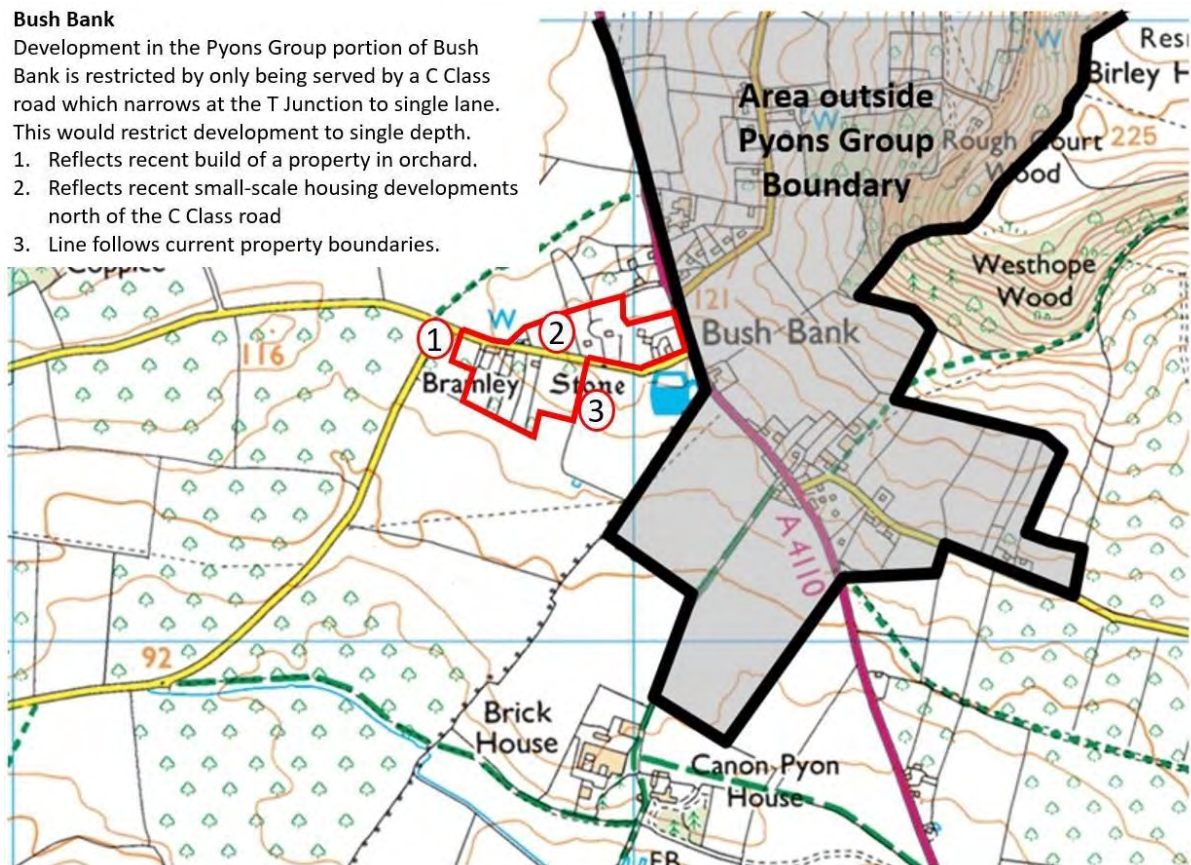 Bush Bank
Development in the Pyons Group portion of Bush
Bank is restricted by only being served by a C Class
road which narrows at the T Junction to single lane.
This would restrict development to single depth.
1. Reflects recent build of a property in orchard.
2. Reflects recent small-scale housing developments
north of the C Class road
3. Line follows current property boundaries.
W
Area outside
Pyons Group
Boundary
W
Birley H
Rough Court
Wood
225
Westhope
Wood
121
Bush Bank
W
1
2
3
116
Bramley
Stone
A 4110
92
Brick
House
Canon Pyon
House
FB